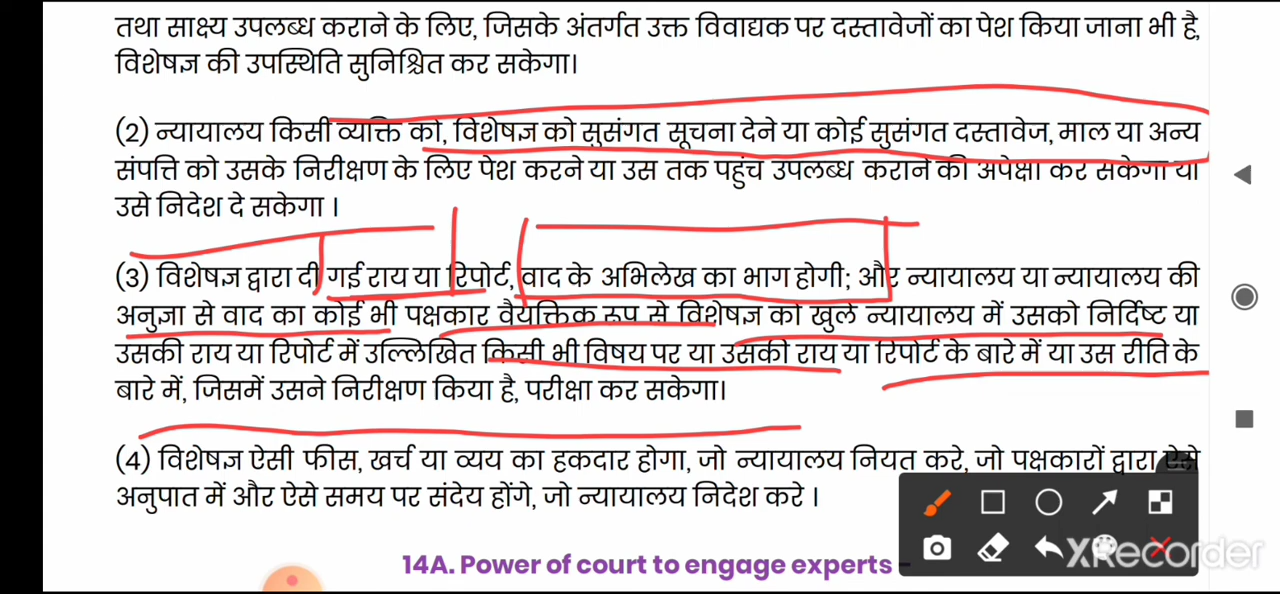 तथा साक्ष्य उपलब्ध कराने के लिए, जिसके अंतर्गत उक्त विवाद्यक पर दस्तावेजों का पेश किया जाना भी है,
विशेषज्ञ की उपस्थिति सुनिश्चित कर सकेगा।
(2) न्यायालय किसी व्यक्ति को, विशेषज्ञ को सुसंगत सूचना देने या कोई सुसंगत दस्तावेज, माल या अन्य
संपत्ति को उसके निरीक्षण के लिए पेश करने या उस तक पहुंच उपलब्ध कराने की अपेक्षा कर सकेगा या
उसे निदेश दे सकेगा ।
(3) विशेषज्ञ द्वारा दी गई राय या रिपोर्ट, वाद के अभिलेख का भाग होगी; और न्यायालय या न्यायालय की
अनुज्ञा से वाद का कोई भी पक्षकार वैयक्तिक रूप से विशेषज्ञ को खुले न्यायालय में उसको निर्दिष्ट या
उसकी राय या रिपोर्ट में उल्लिखित किसी भी विषय पर या उसकी राय या रिपोर्ट के बारे में या उस रीति के
बारे में, जिसमें उसने निरीक्षण किया है, परीक्षा कर सकेगा।
(4) विशेषज्ञ ऐसी फीस, खर्च या व्यय का हकदार होगा, जो न्यायालय नियत करे, जो पक्षकारों द्वारा ऐसे
अनुपात में और ऐसे समय पर संदेय होंगे, जो न्यायालय निदेश करे ।
14A. Power of court to engage experts –
XRecorder